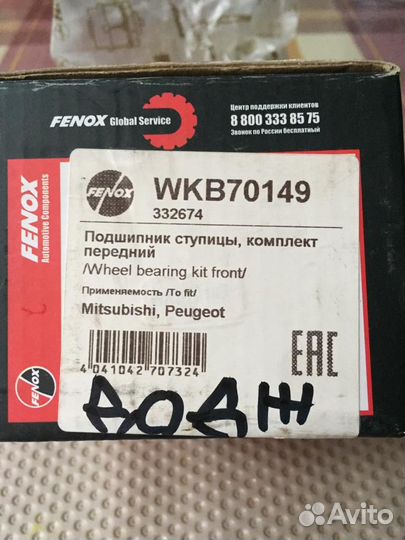 FENOX Global Service
Центр поддержки клиентов
8 800 333 85 75
Звонок по России бесплатный
FENOX
Automotive Components
FENOX
WKB70149
332674
Подшипник ступицы, комплект
передний
/Wheel bearing kit front/
Применяемость /To fit/
Mitsubishi, Peugeot
4 041042 707324
EAC
FENOX
ДОДЖ
Avito